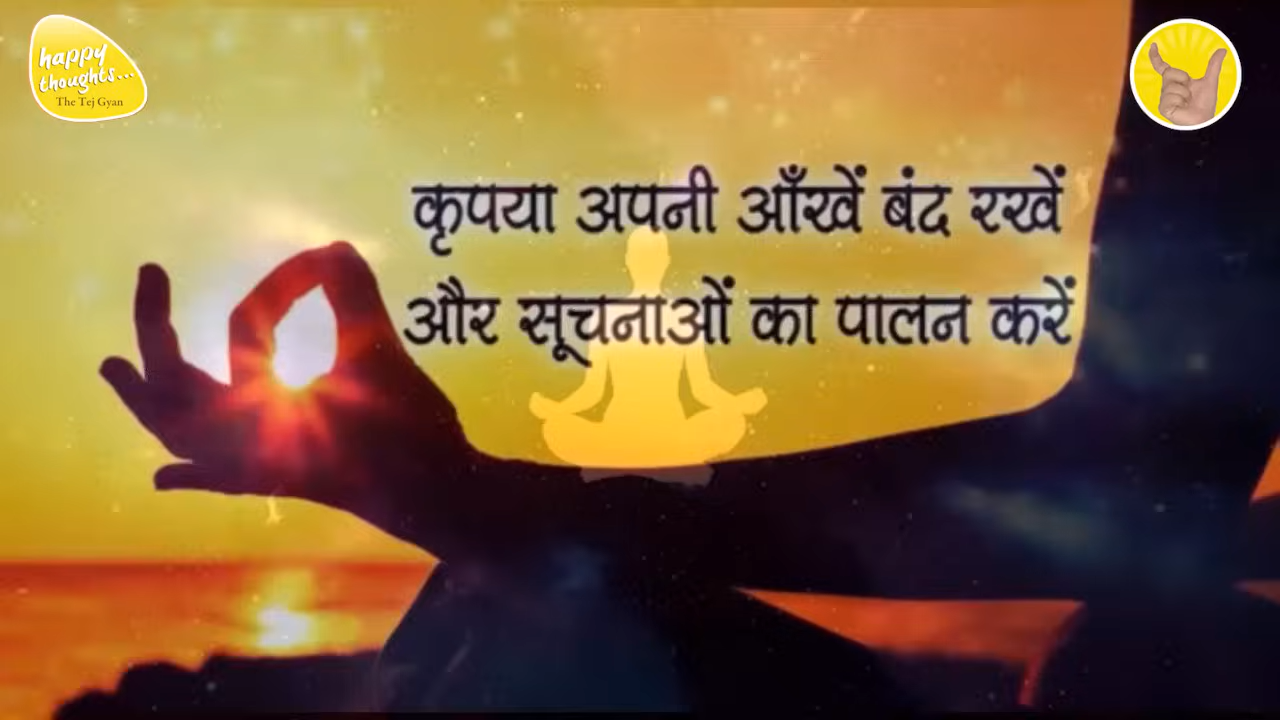 happy
thoughts...
The Tej Gyan
कृपया अपनी आँखें बंद रखें
और सूचनाओं का पालन करें